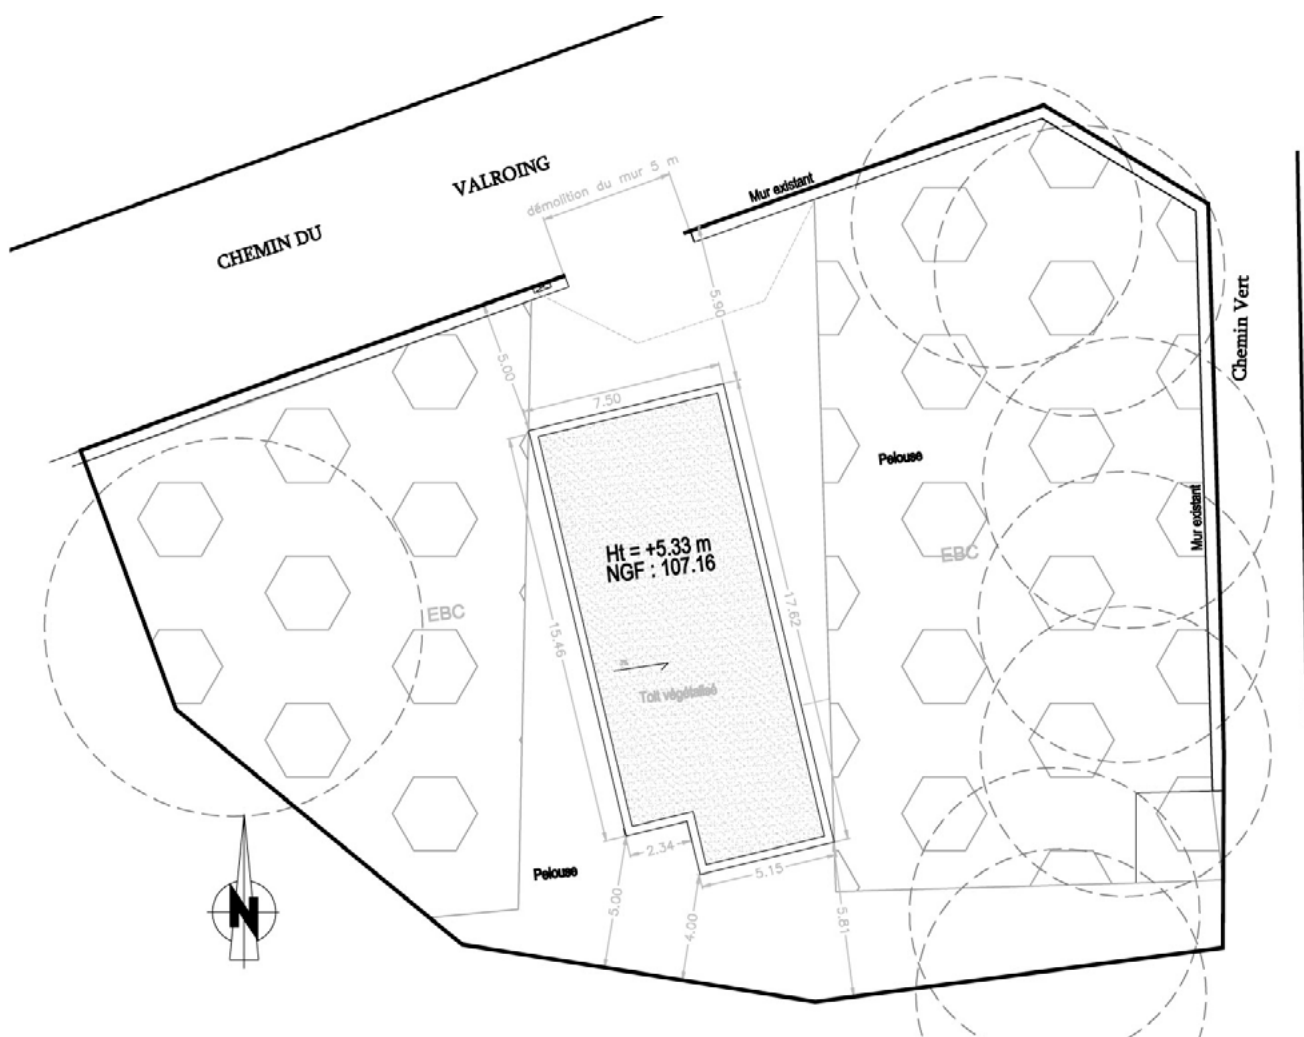 VALROING
CHEMIN DU
démolition du mur 5 m
Mur existant
Chemin Vert
5.90
5.00
7.50
Pelouse
Mur existant
Ht = +5.33 m
NGF : 107.16
EBC
EBC
17.62
15.46
Toit végétalisé
2.34
5.15
Pelouse
5.00
4.00
5.81
N